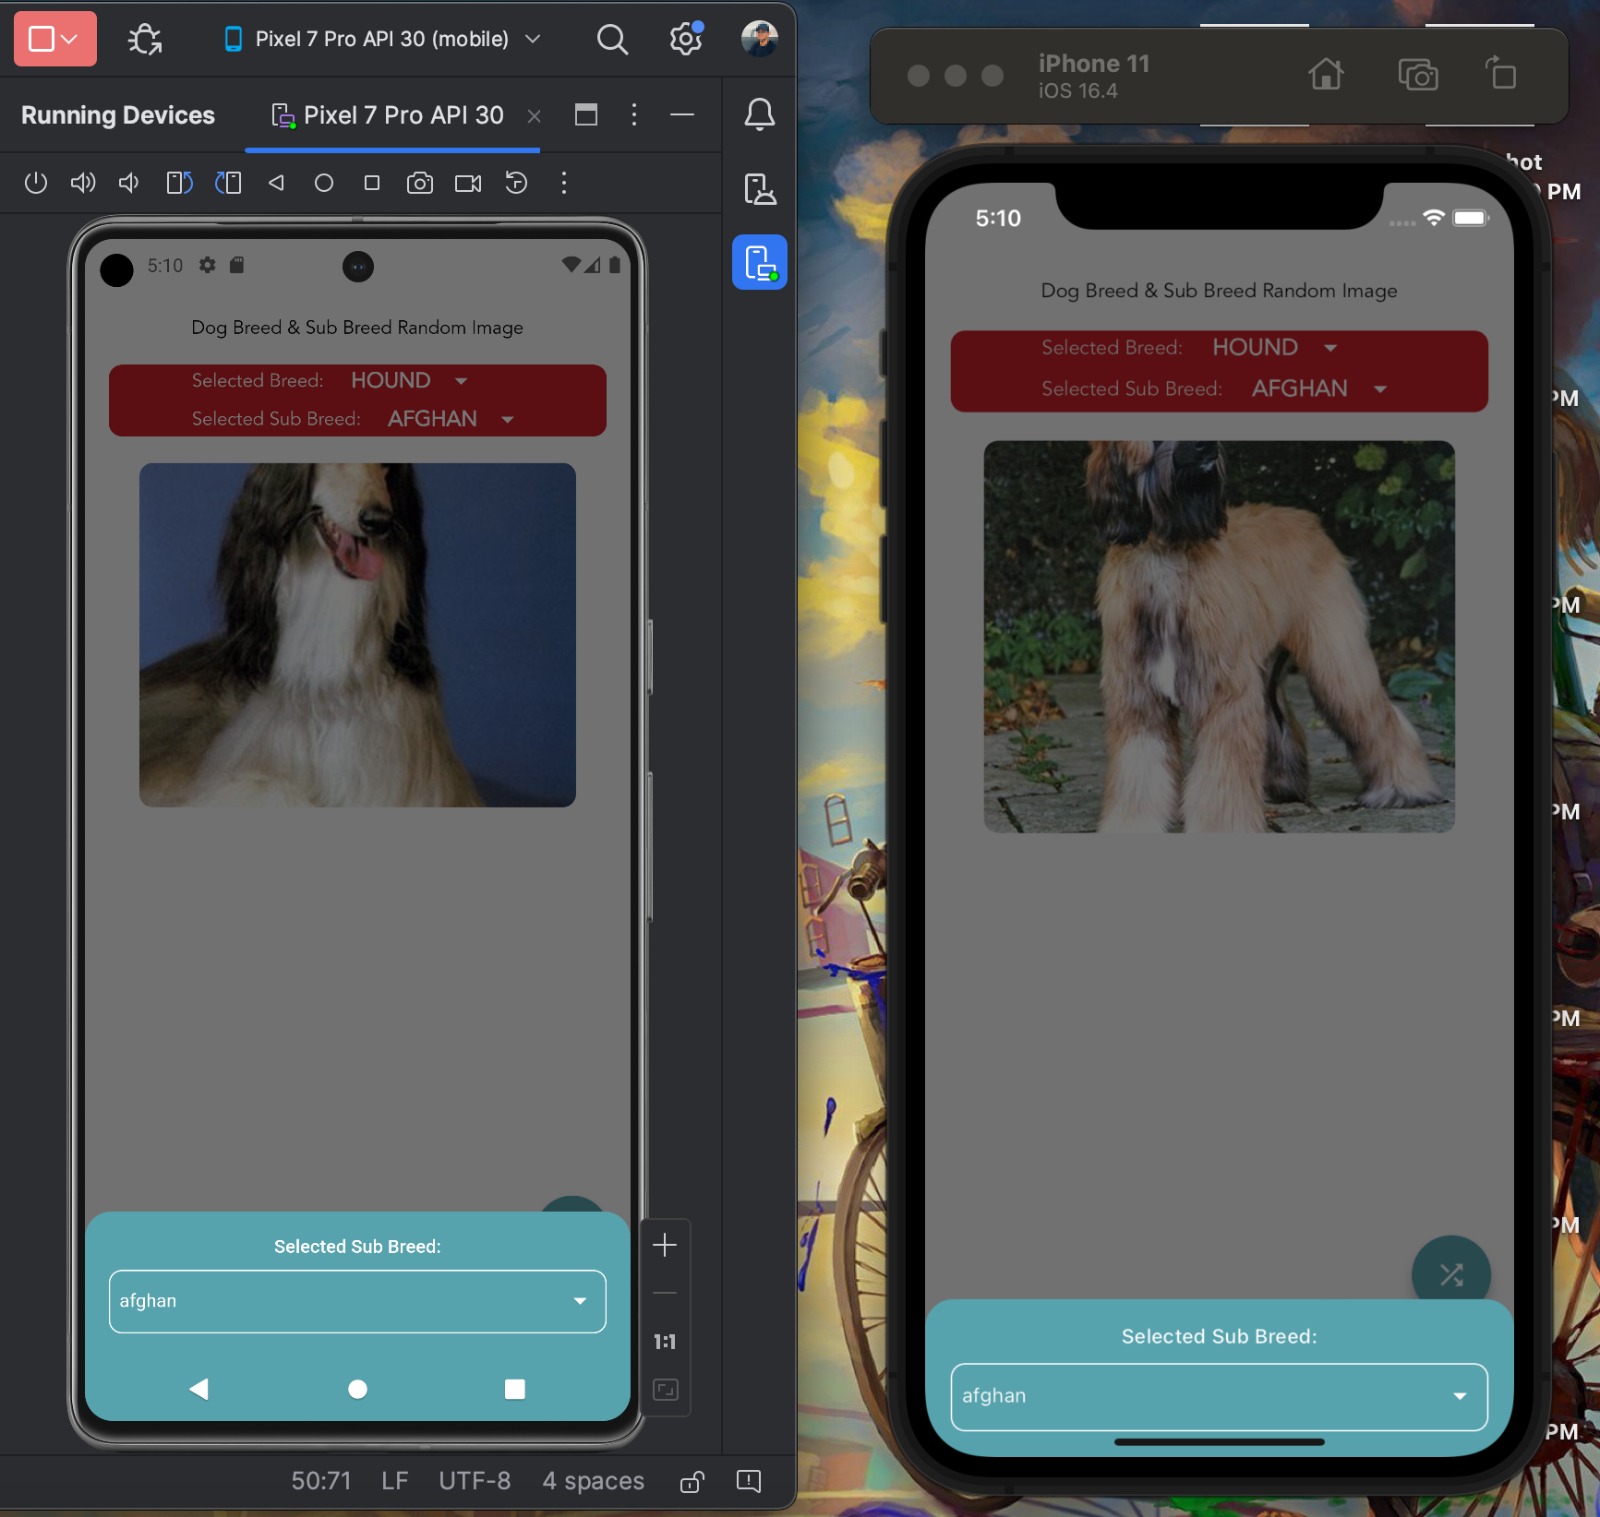 Pixel 7 Pro API 30 (mobile)
Running Devices
Pixel 7 Pro API 30
5:10
Dog Breed & Sub Breed Random Image
Selected Breed: HOUND
Selected Sub Breed: AFGHAN
Selected Sub Breed:
afghan
1:1
50:71 LF UTF-8 4 spaces
iPhone 11
iOS 16.4
5:10
Dog Breed & Sub Breed Random Image
Selected Breed: HOUND
Selected Sub Breed: AFGHAN
Selected Sub Breed:
afghan
PM
PM
PM
PM
PM
PM
PM